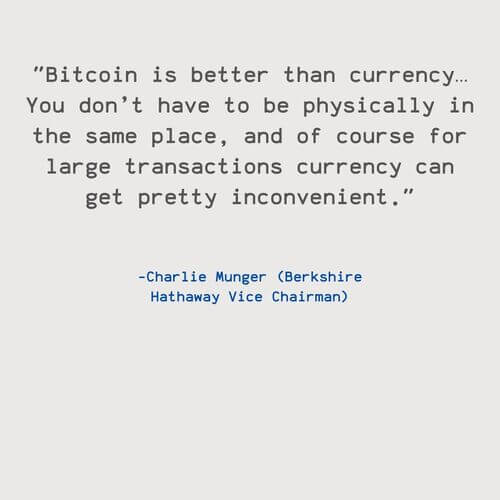 "Bitcoin is better than currency…
You don't have to be physically in
the same place, and of course for
large transactions currency can
get pretty inconvenient."
-Charlie Munger (Berkshire
Hathaway Vice Chairman)